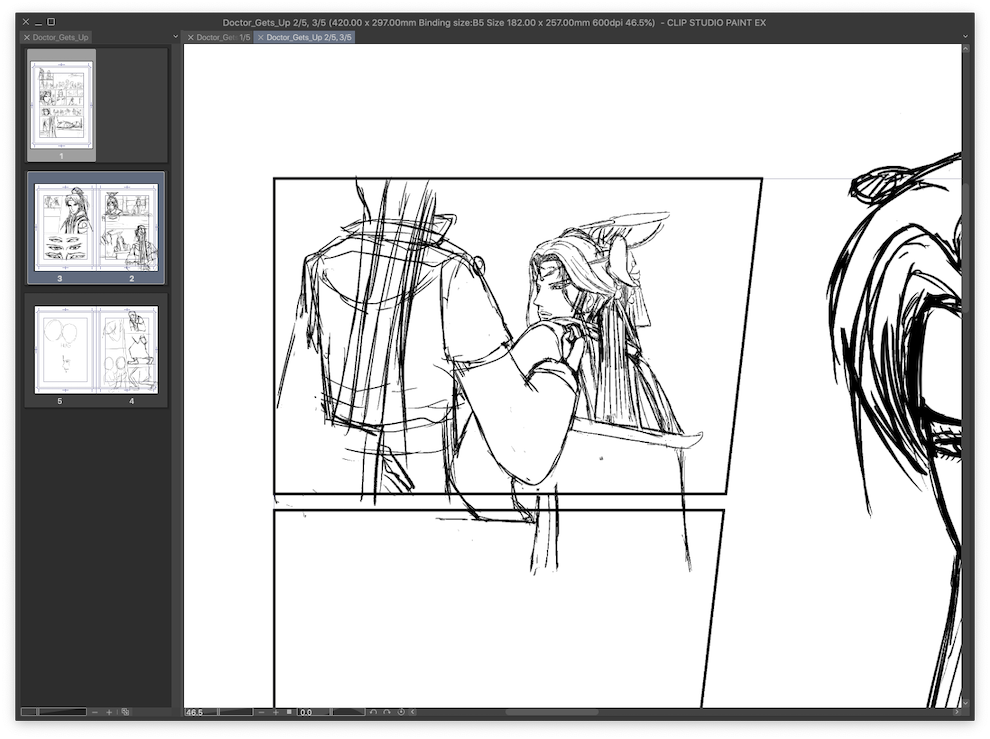 Doctor_Gets_Up 2/5, 3/5 (420.00 x 297.00mm Binding size:B5 Size 182.00 x 257.00mm 600dpi 46.5%) - CLIP STUDIO PAINT EX
Doctor_Gets_Up
Doctor_Get 1/5
Doctor_Gets_Up 2/5, 3/5
1
3 2
5 4
46.5
0.0